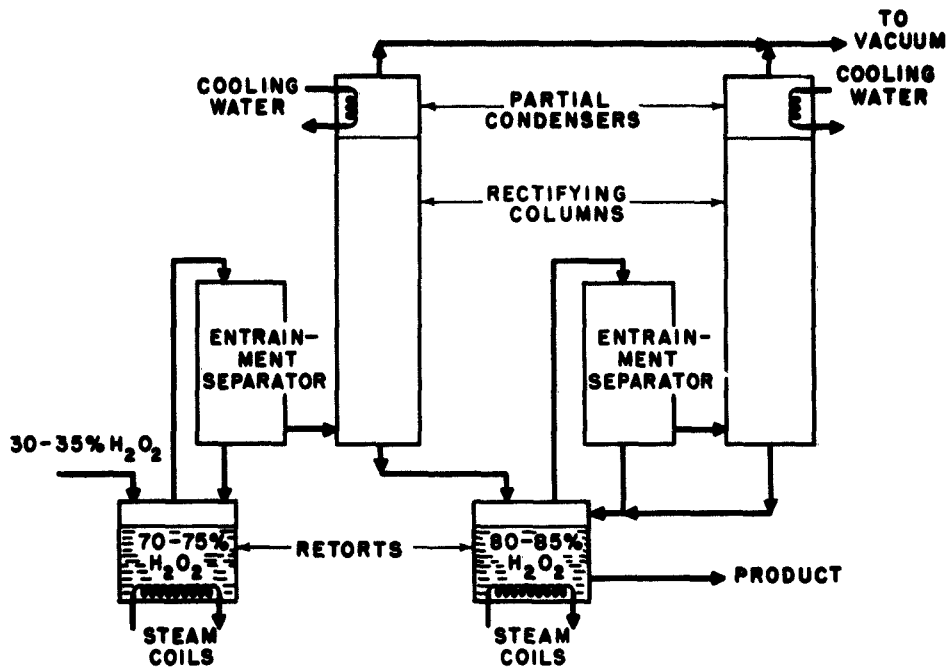 TO
VACUUM
COOLING
WATER
PARTIAL
CONDENSERS
COOLING
WATER
RECTIFYING
COLUMNS
ENTRAIN-
MENT
SEPARATOR
ENTRAIN-
MENT
SEPARATOR
30-35% H₂O₂
70-75%
H₂O₂
RETORTS
80-85%
H₂O₂
PRODUCT
STEAM
COILS
STEAM
COILS